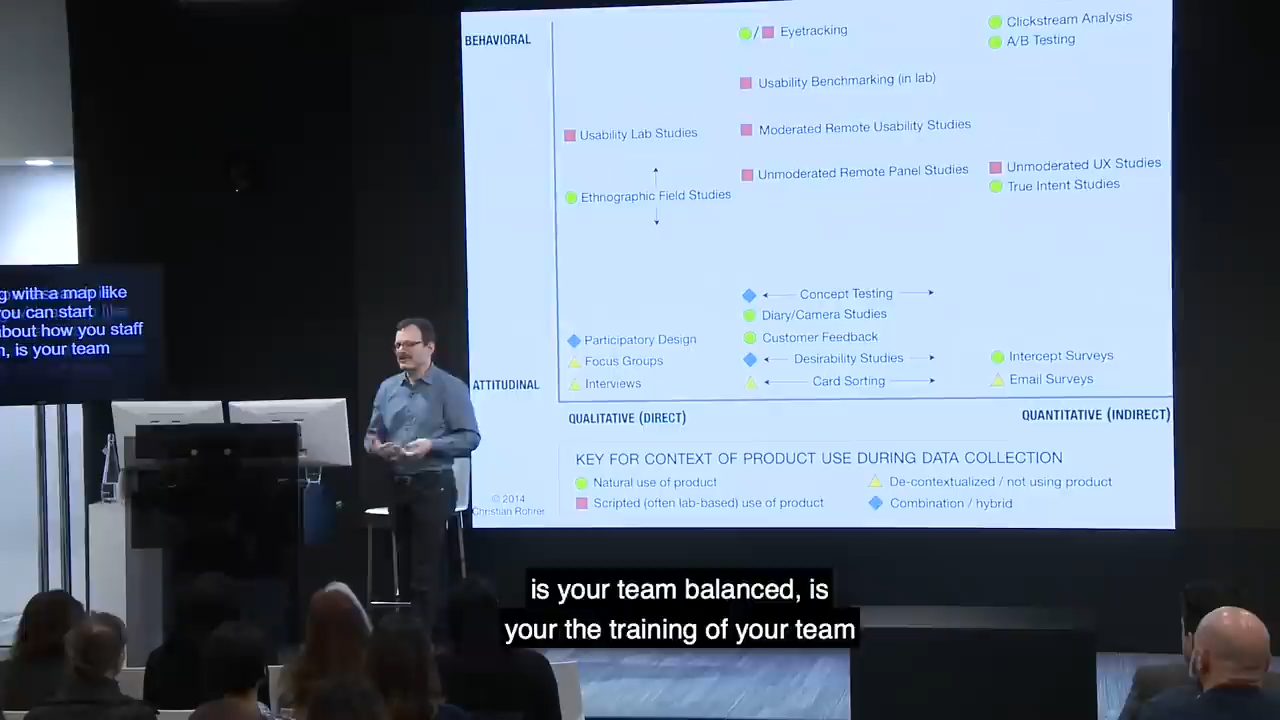 BEHAVIORAL
/ Eyetracking
Clickstream Analysis
A/B Testing
Usability Benchmarking (in lab)
Usability Lab Studies
Moderated Remote Usability Studies
Unmoderated Remote Panel Studies
Unmoderated UX Studies
True Intent Studies
Ethnographic Field Studies
Concept Testing
Diary/Camera Studies
Participatory Design
Customer Feedback
Focus Groups
Desirability Studies
Intercept Surveys
ATTITUDINAL
Interviews
Card Sorting
Email Surveys
QUALITATIVE (DIRECT)
QUANTITATIVE (INDIRECT)
KEY FOR CONTEXT OF PRODUCT USE DURING DATA COLLECTION
Natural use of product
De-contextualized / not using product
Scripted (often lab-based) use of product
Combination / hybrid
© 2014
Christian Rohrer
g with a map like
you can start
about how you staff
n, is your team
is your team balanced, is
your the training of your team